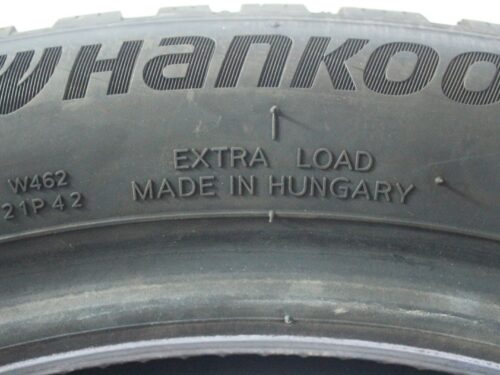 Hankoo
EXTRA LOAD
MADE IN HUNGARY
W462
21P42